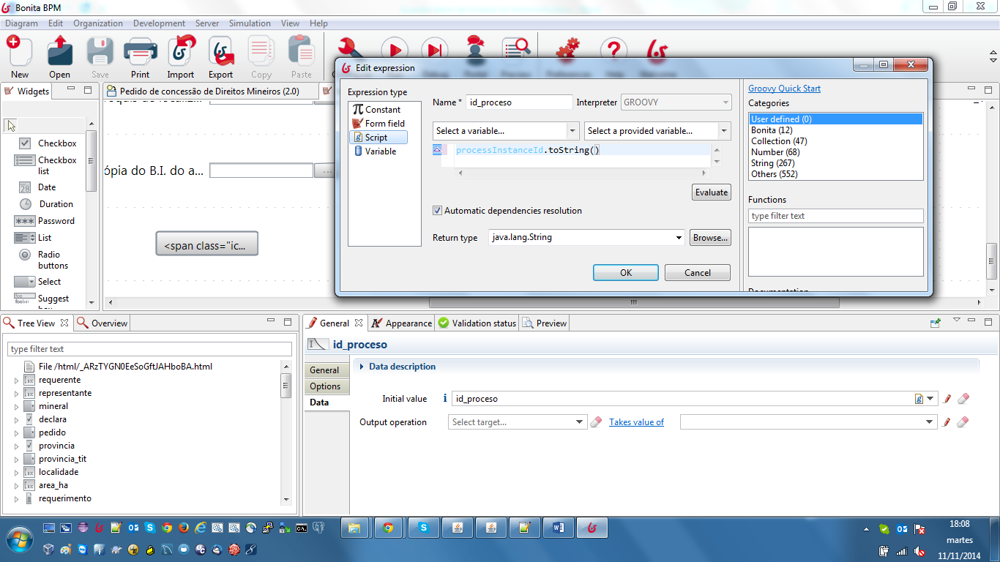 Bonita BPM
Diagram Edit Organization Development Server Simulation View Help
New Open Save Print Import Export Copy Paste
Widgets
Pedido de concessão de Direitos Mineiros (2.0)
Checkbox
Checkbox
list
Date
Duration
Password
List
Radio
buttons
Select
Suggest
ópia do B.I. do a...
...
<span class="ic...
Edit expression
Expression type
Constant
Form field
Script
Variable
Name * id_proceso Interpreter GROOVY
Select a variable... Select a provided variable...
processInstanceId.toString()
Evaluate
Automatic dependencies resolution
Return type java.lang.String Browse...
OK Cancel
Groovy Quick Start
Categories
User defined (0)
Bonita (12)
Collection (47)
Number (68)
String (267)
Others (552)
Functions
type filter text
Tree View Overview
type filter text
File /html/_ARzTYGN0EeSoGftJAHboBA.html
requerente
representante
mineral
declara
pedido
provincia
provincia_tit
localidade
area_ha
requerimento
General Appearance Validation status Preview
id_proceso
General
Options
Data
Data description
Initial value id_proceso
Output operation Select target... Takes value of
18:08
martes
11/11/2014